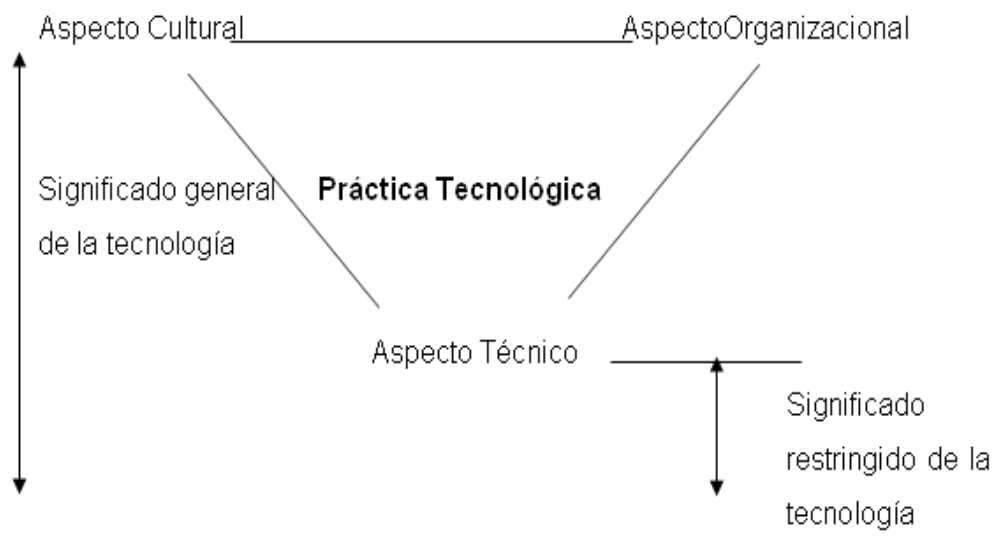 Aspecto Cultural
AspectoOrganizacional
Significado general
de la tecnología
Práctica Tecnológica
Aspecto Técnico
Significado
restringido de la
tecnología